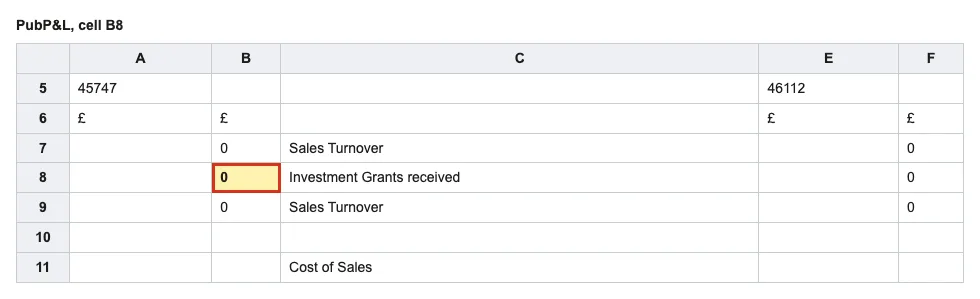 PubP&L, cell B8
A B C E F
5 45747 46112
6 £ £ £ £
7 0 Sales Turnover 0
8 0 Investment Grants received 0
9 0 Sales Turnover 0
10
11 Cost of Sales